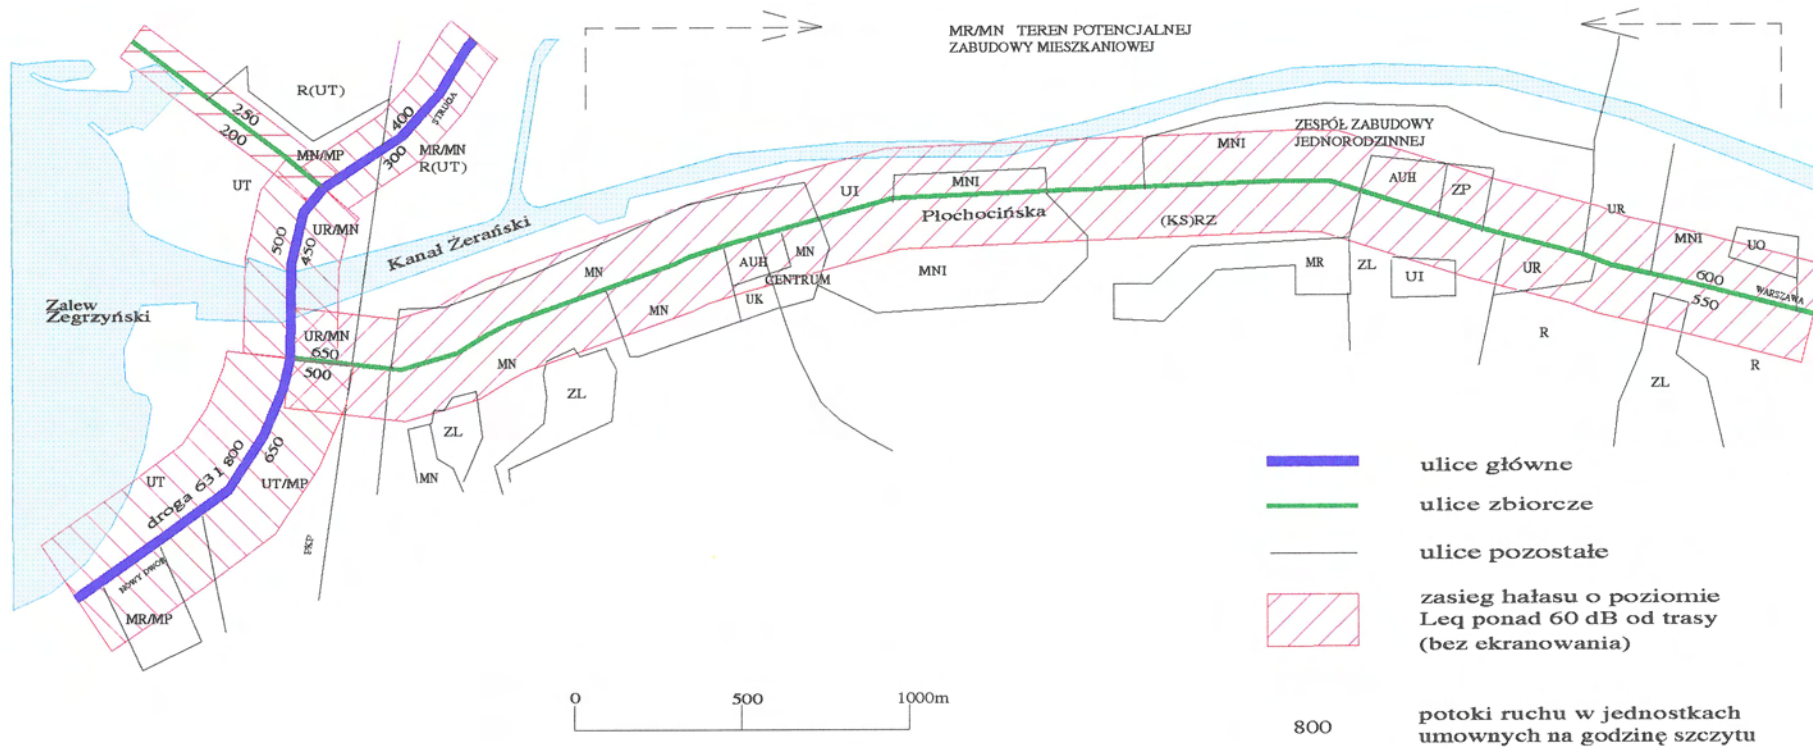 MR/MN TEREN POTENCJALNEJ
ZABUDOWY MIESZKANIOWEJ
R(UT)
250
200
400
300
STRUGA
MN/MP
MR/MN
R(UT)
UT
UR/MN
500
450
Kanał Żerański
Zalew
Zegrzyński
UR/MN
650
500
UT
droga 631
800
650
UT/MP
NOWY DWÓR
MR/MP
PKP
MN
MN
MN
ZL
MN
ZL
AUH
MN
CENTRUM
UK
UI
MNI
Płochocińska
MNI
MNI
ZESPÓŁ ZABUDOWY
JEDNORODZINNEJ
(KS)RZ
AUH
ZP
MR
ZL
UI
UR
UR
MNI
UO
600
550
WARSZAWA
R
R
ZL
ulice główne
ulice zbiorcze
ulice pozostałe
zasieg hałasu o poziomie
Leq ponad 60 dB od trasy
(bez ekranowania)
800
potoki ruchu w jednostkach
umownych na godzinę szczytu
0 500 1000m